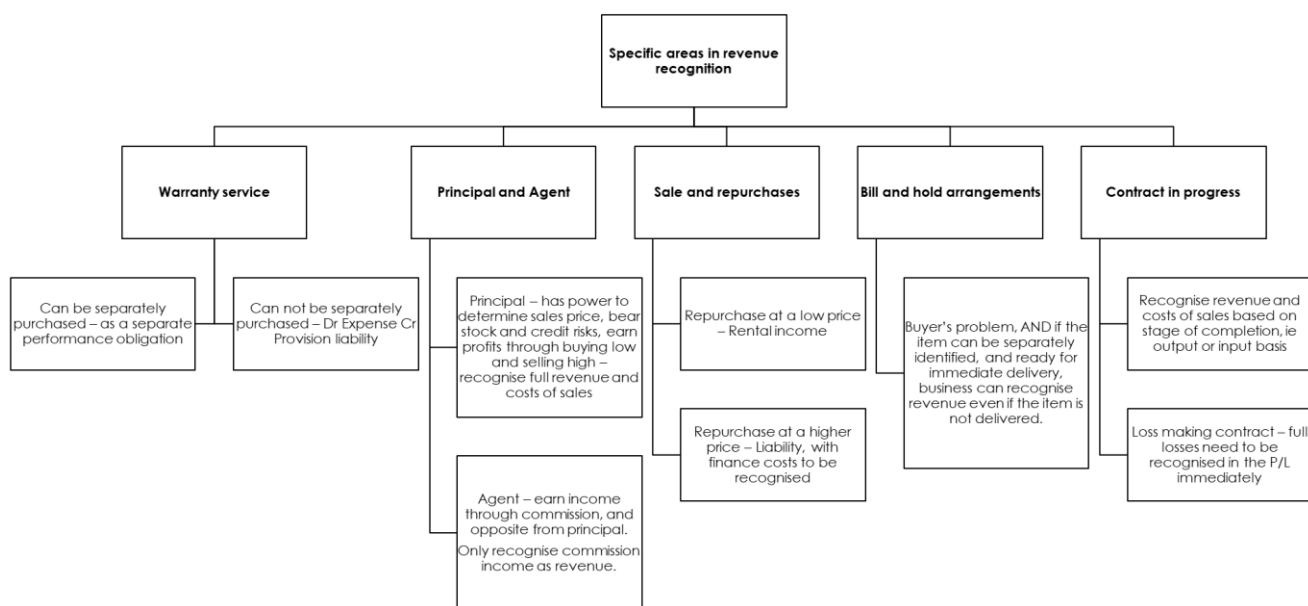 Specific areas in revenue
recognition
Warranty service
Principal and Agent
Sale and repurchases
Bill and hold arrangements
Contract in progress
Can be separately
purchased – as a separate
performance obligation
Can not be separately
purchased – Dr Expense Cr
Provision liability
Principal – has power to
determine sales price, bear
stock and credit risks, earn
profits through buying low
and selling high –
recognise full revenue and
costs of sales
Agent – earn income
through commission, and
opposite from principal.
Only recognise commission
income as revenue.
Repurchase at a low price
– Rental income
Repurchase at a higher
price – Liability, with
finance costs to be
recognised
Buyer's problem, AND if the
item can be separately
identified, and ready for
immediate delivery,
business can recognise
revenue even if the item is
not delivered.
Recognise revenue and
costs of sales based on
stage of completion, ie
output or input basis
Loss making contract – full
losses need to be
recognised in the P/L
immediately